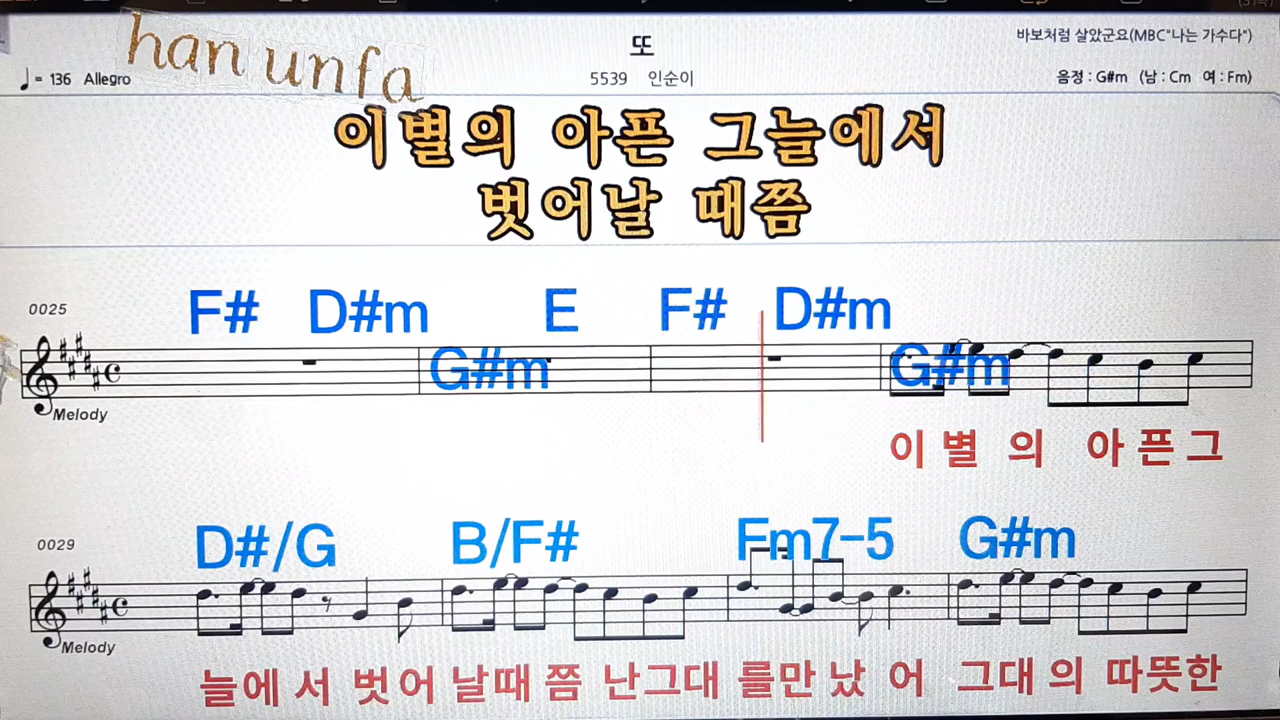 han unfa
또
바보처럼 살았군요(MBC"나는 가수다")
♩= 136 Allegro
5539 인순이
음정 : G#m (남 : Cm 여 : Fm)
이별의 아픈 그늘에서
벗어날 때쯤
0025
F# D#m E F# D#m
G#m G#m
Melody
이 별 의 아 픈 그
0029
D#/G B/F# Fm7-5 G#m
Melody
늘에 서 벗 어 날때 쯤 난그대 를만 났 어 그대 의 따뜻한